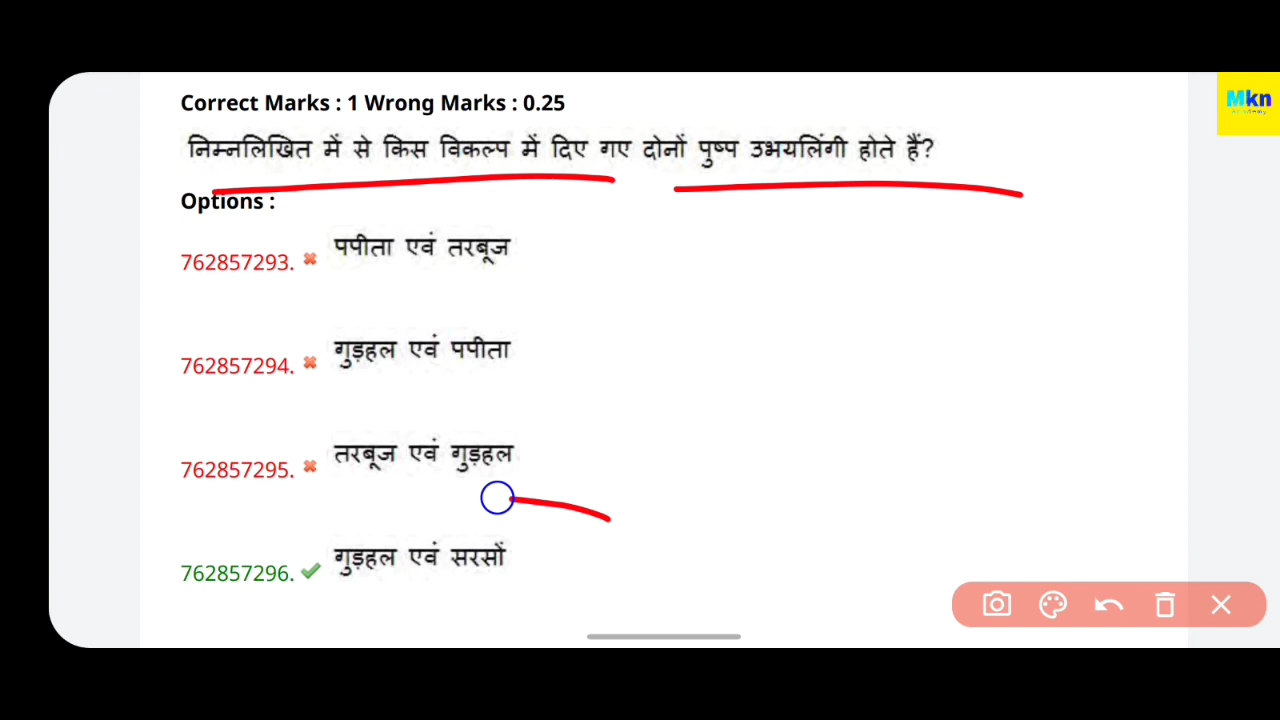 Correct Marks : 1 Wrong Marks : 0.25
Mkn
Academy
निम्नलिखित में से किस विकल्प में दिए गए दोनों पुष्प उभयलिंगी होते हैं?
Options :
762857293. पपीता एवं तरबूज
762857294. गुड़हल एवं पपीता
762857295. तरबूज एवं गुड़हल
762857296. गुड़हल एवं सरसों